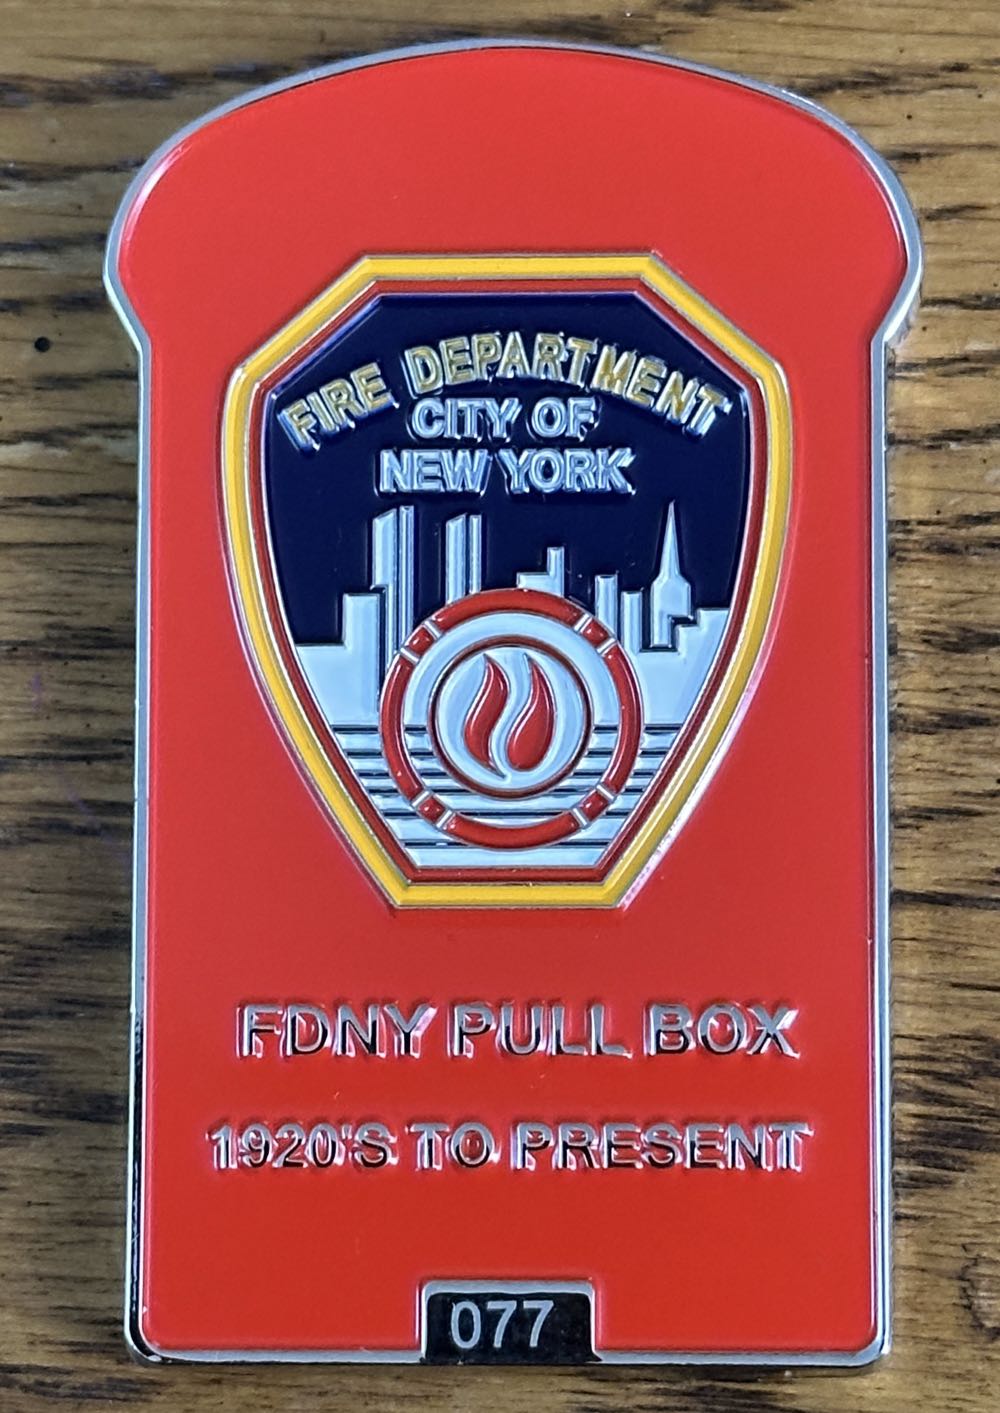 FIRE DEPARTMENT
CITY OF
NEW YORK
FDNY PULL BOX
1920'S TO PRESENT
077